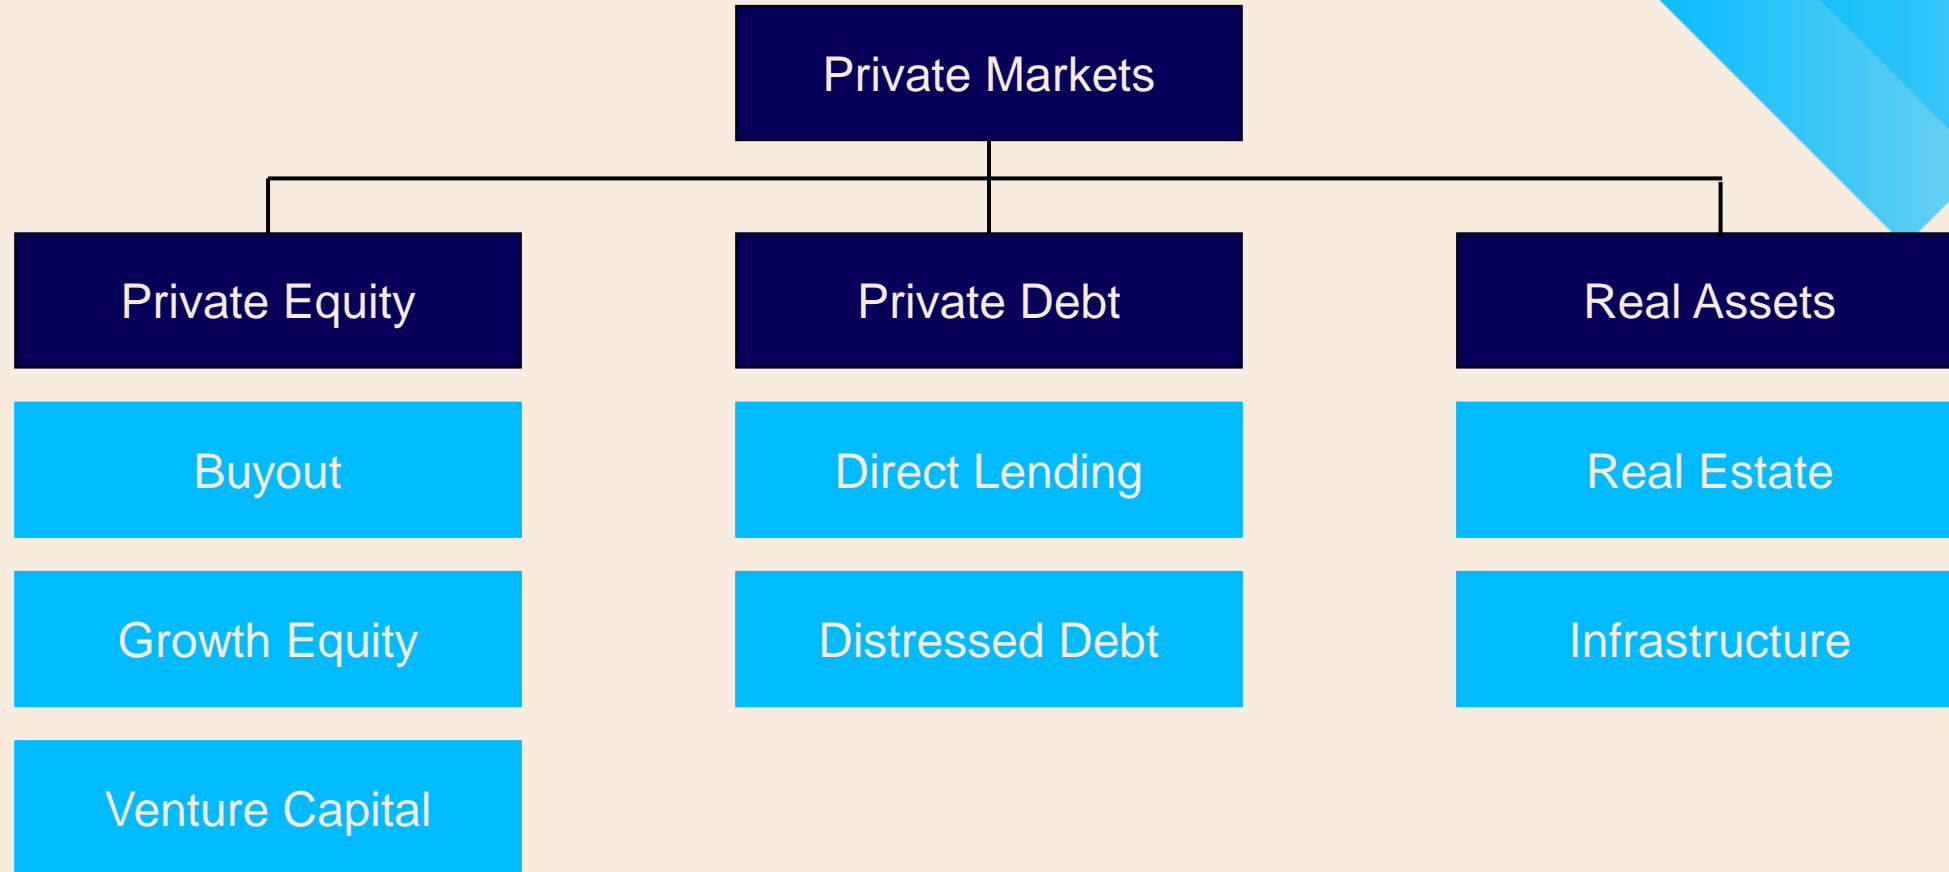 Private Markets
Private Equity
Private Debt
Real Assets
Buyout
Direct Lending
Real Estate
Growth Equity
Distressed Debt
Infrastructure
Venture Capital